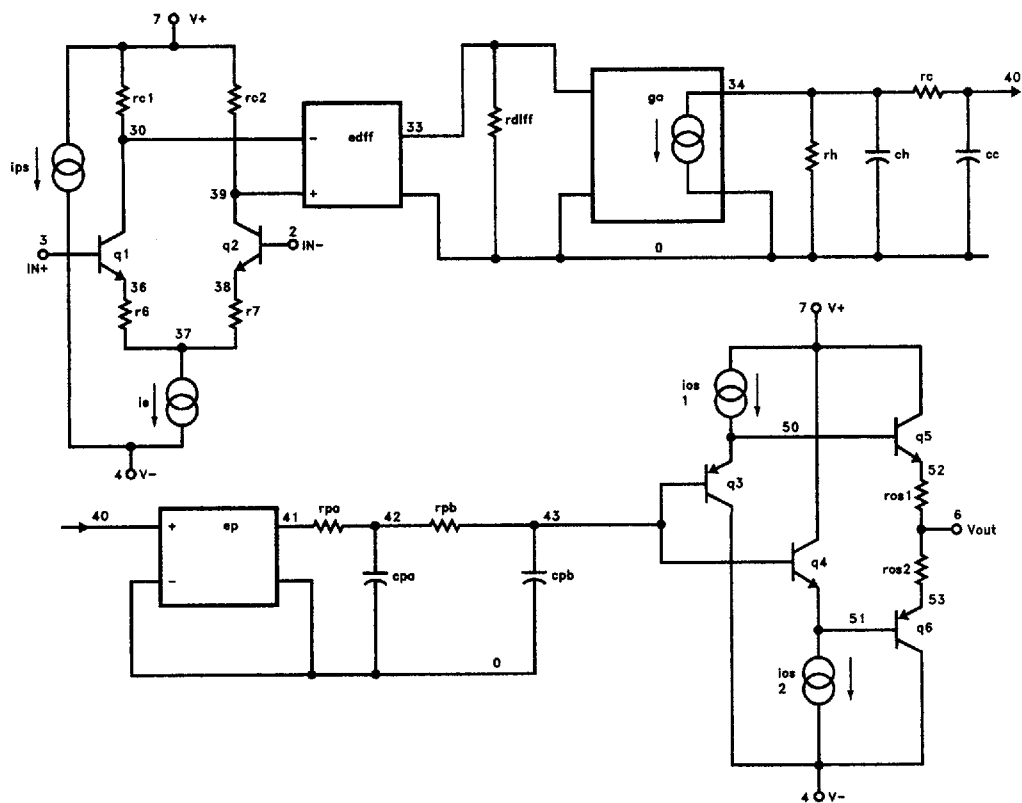 7 V+
rc1
rc2
30
ips
39
3
IN+
q1
q2
2
IN-
36
38
r6
r7
37
ie
4 V-
edff
-
+
33
rdiff
ga
34
rc
40
rh
ch
cc
0
40
+
-
ep
41
rpa
42
rpb
43
cpa
cpb
0
7 V+
ios
1
50
q5
q3
52
ros1
6
Vout
q4
ros2
53
51
q6
ios
2
4 V-